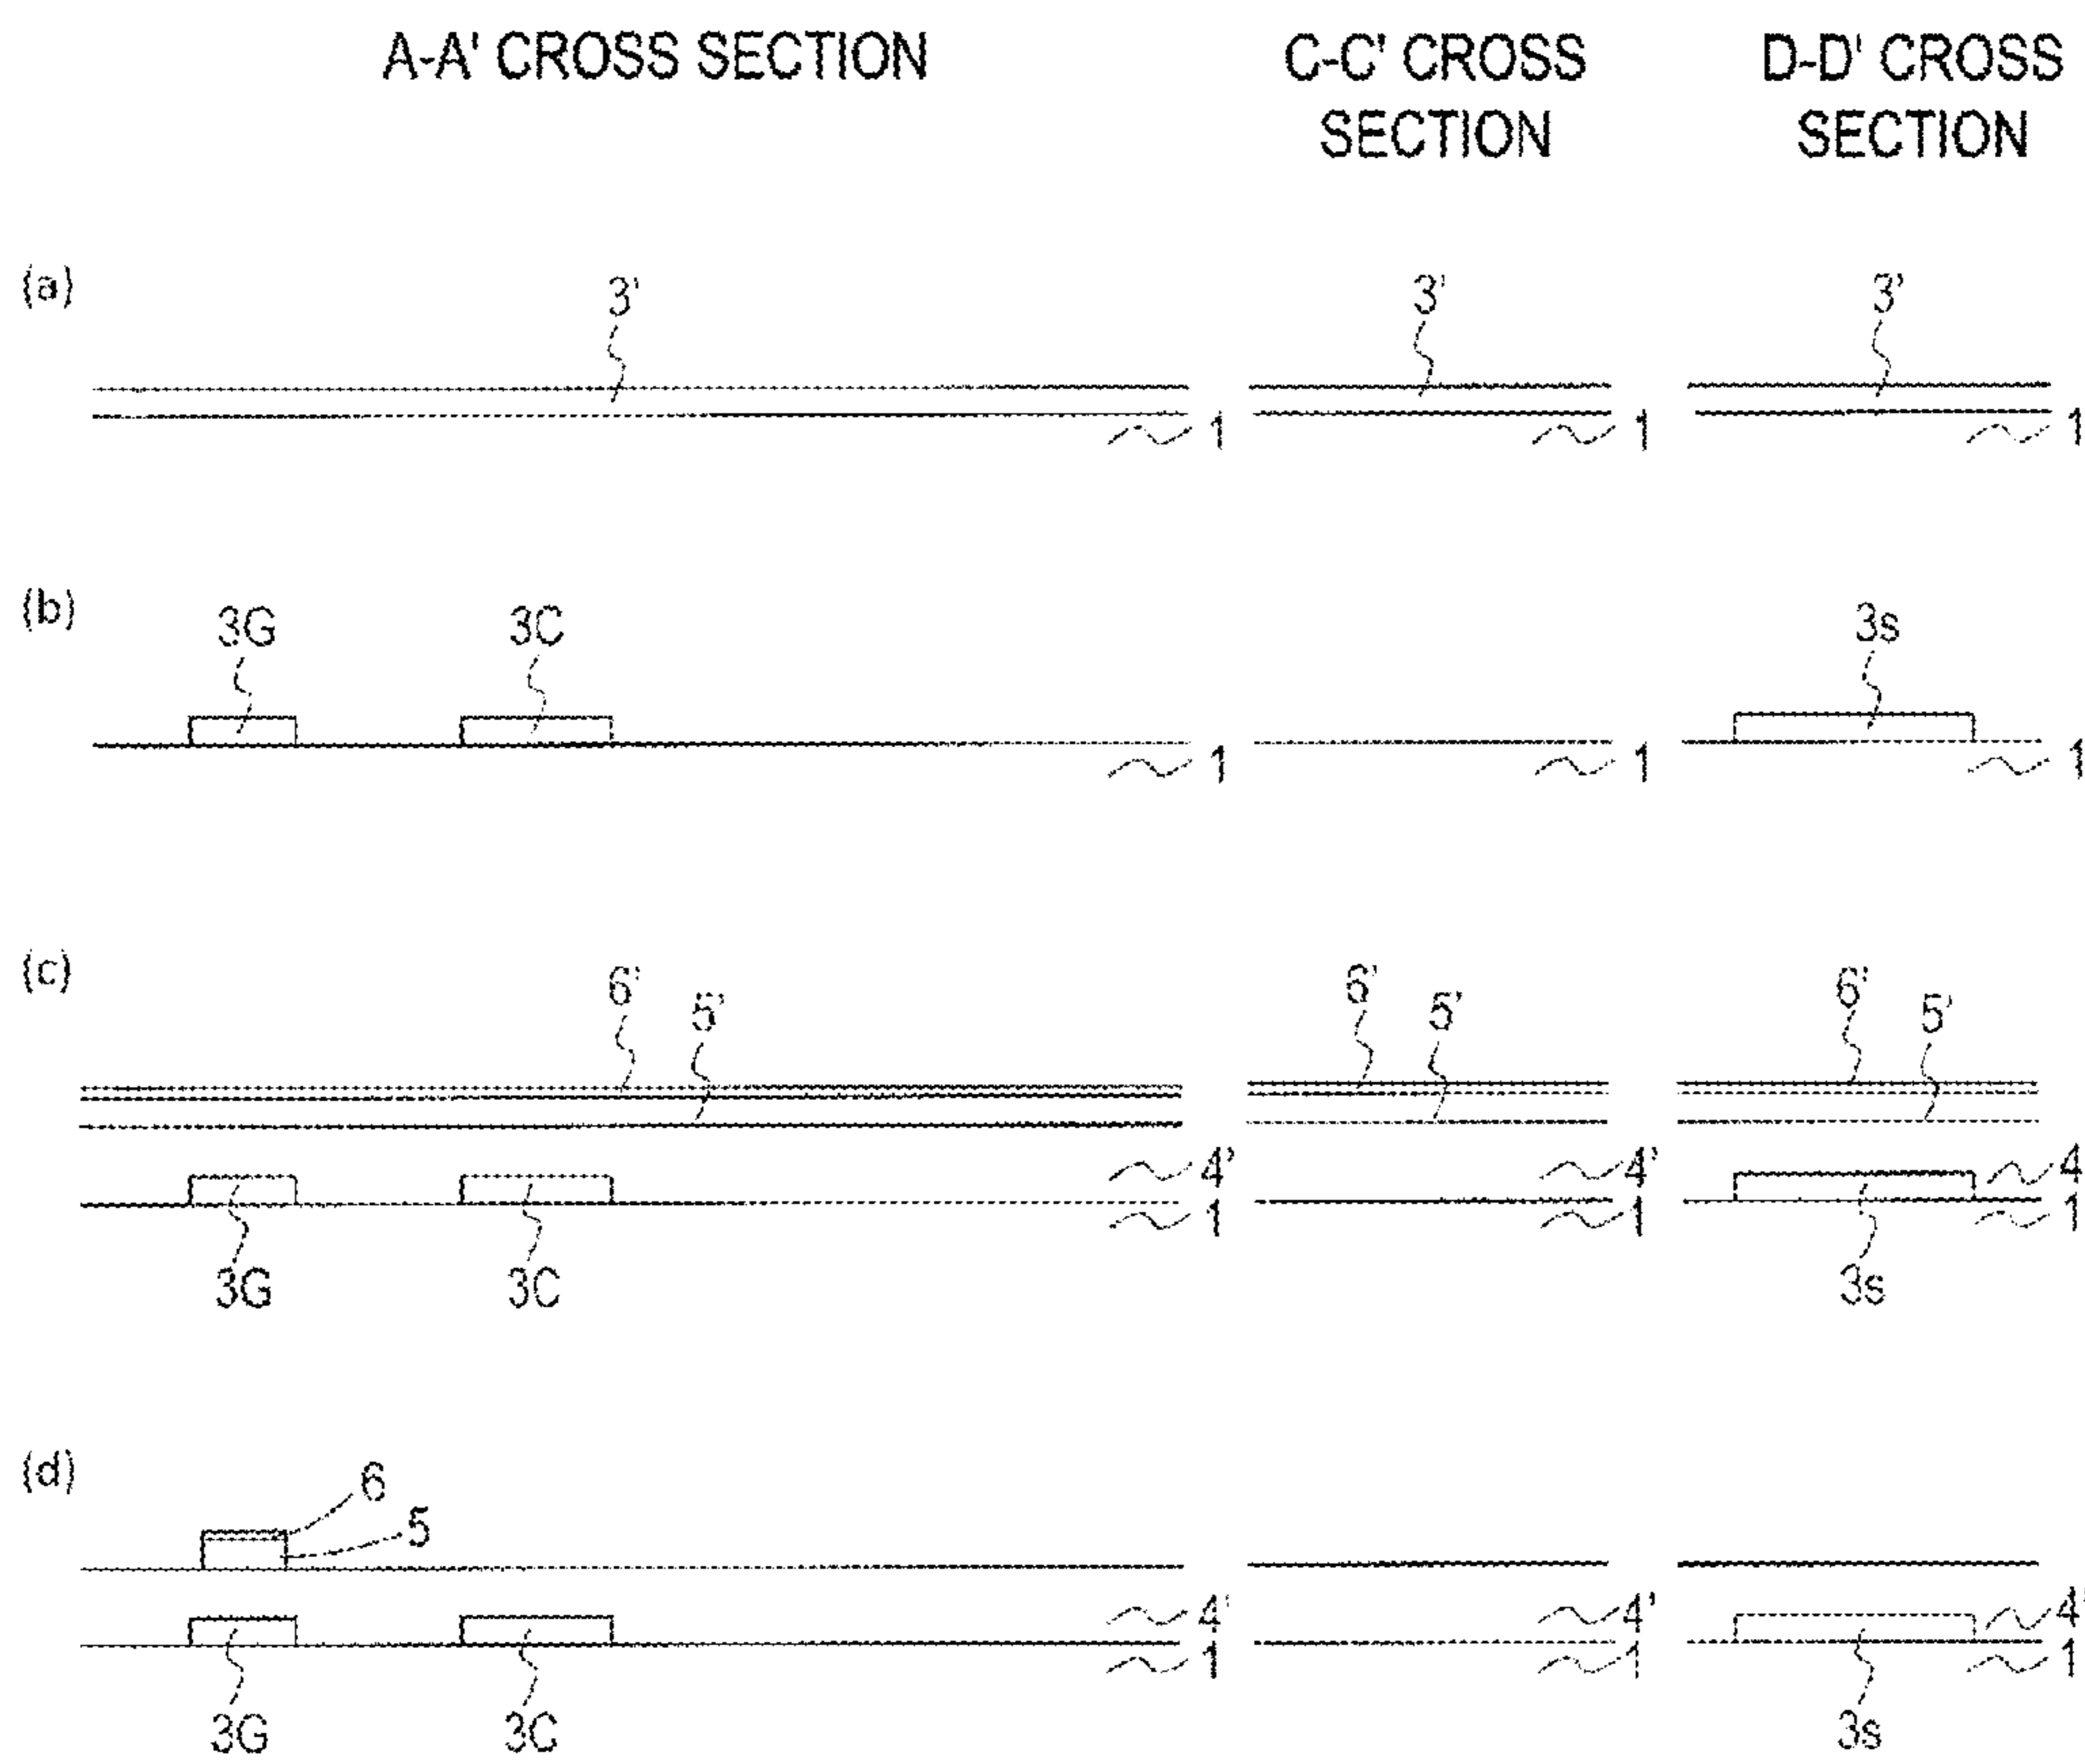 A-A' CROSS SECTION
C-C' CROSS
SECTION
D-D' CROSS
SECTION
(a)
3'
3'
3'
1
1
1
(b)
3G
3C
3s
1
1
1
(c)
6'
5'
6'
5'
6'
5'
4'
4'
4
1
1
1
3G
3C
3s
(d)
6
5
4'
4'
4'
1
1
1
3G
3C
3s